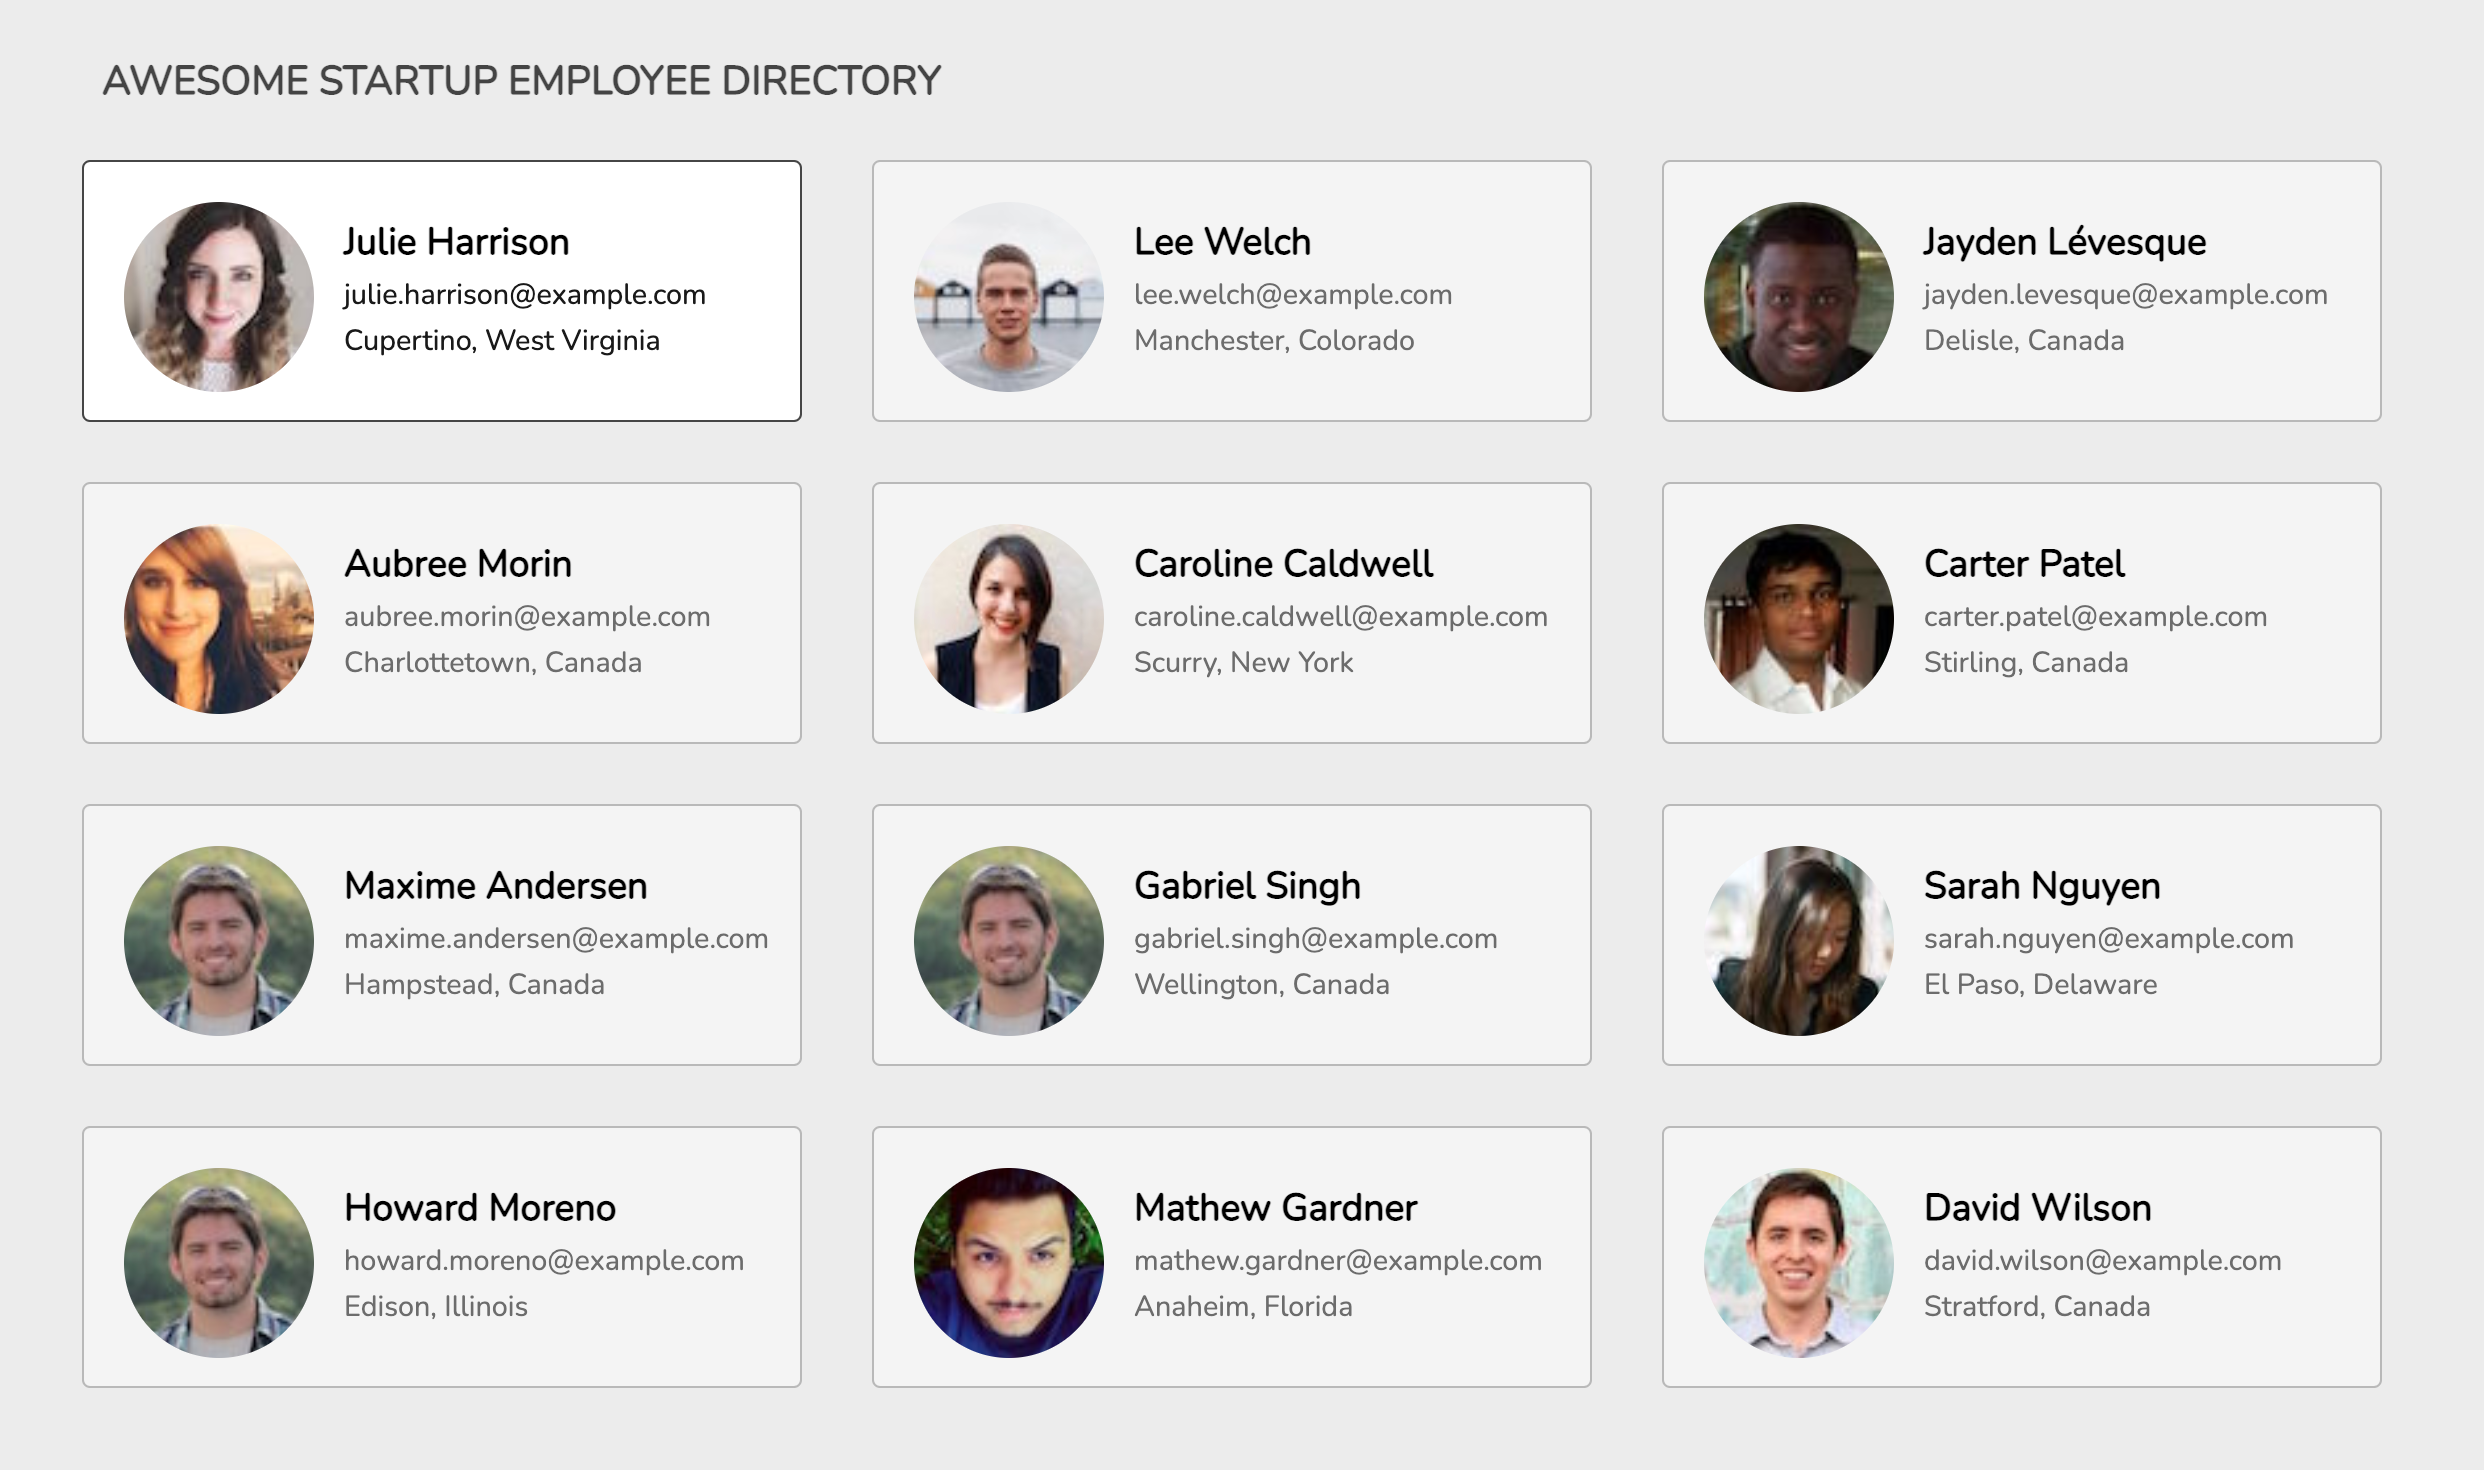 AWESOME STARTUP EMPLOYEE DIRECTORY
Julie Harrison
julie.harrison@example.com
Cupertino, West Virginia
Lee Welch
lee.welch@example.com
Manchester, Colorado
Jayden Lévesque
jayden.levesque@example.com
Delisle, Canada
Aubree Morin
aubree.morin@example.com
Charlottetown, Canada
Caroline Caldwell
caroline.caldwell@example.com
Scurry, New York
Carter Patel
carter.patel@example.com
Stirling, Canada
Maxime Andersen
maxime.andersen@example.com
Hampstead, Canada
Gabriel Singh
gabriel.singh@example.com
Wellington, Canada
Sarah Nguyen
sarah.nguyen@example.com
El Paso, Delaware
Howard Moreno
howard.moreno@example.com
Edison, Illinois
Mathew Gardner
mathew.gardner@example.com
Anaheim, Florida
David Wilson
david.wilson@example.com
Stratford, Canada